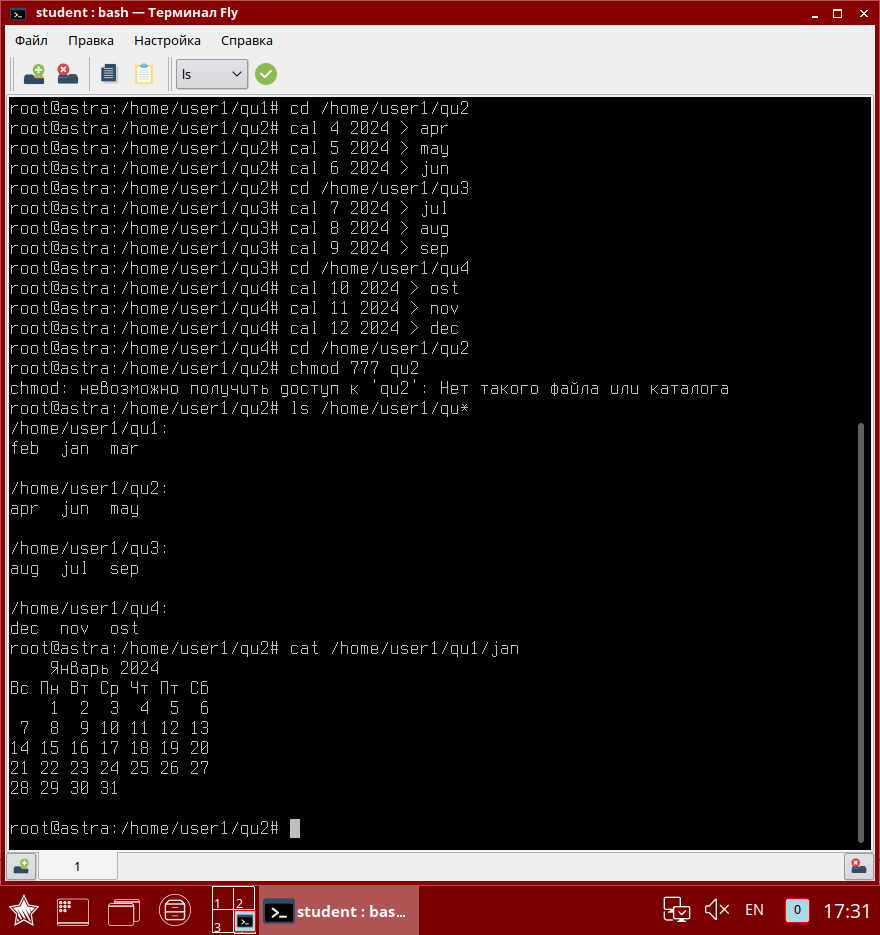 student : bash — Терминал Fly
Файл Правка Настройка Справка
ls
root@astra:/home/user1/qu1# cd /home/user1/qu2
root@astra:/home/user1/qu2# cal 4 2024 > apr
root@astra:/home/user1/qu2# cal 5 2024 > may
root@astra:/home/user1/qu2# cal 6 2024 > jun
root@astra:/home/user1/qu2# cd /home/user1/qu3
root@astra:/home/user1/qu3# cal 7 2024 > jul
root@astra:/home/user1/qu3# cal 8 2024 > aug
root@astra:/home/user1/qu3# cal 9 2024 > sep
root@astra:/home/user1/qu3# cd /home/user1/qu4
root@astra:/home/user1/qu4# cal 10 2024 > ost
root@astra:/home/user1/qu4# cal 11 2024 > nov
root@astra:/home/user1/qu4# cal 12 2024 > dec
root@astra:/home/user1/qu4# cd /home/user1/qu2
root@astra:/home/user1/qu2# chmod 777 qu2
chmod: невозможно получить доступ к 'qu2': Нет такого файла или каталога
root@astra:/home/user1/qu2# ls /home/user1/qu*
/home/user1/qu1:
feb  jan  mar
/home/user1/qu2:
apr  jun  may
/home/user1/qu3:
aug  jul  sep
/home/user1/qu4:
dec  nov  ost
root@astra:/home/user1/qu2# cat /home/user1/qu1/jan
Январь 2024
Вс Пн Вт Ср Чт Пт Сб
1  2  3  4  5  6
7  8  9 10 11 12 13
14 15 16 17 18 19 20
21 22 23 24 25 26 27
28 29 30 31
root@astra:/home/user1/qu2#
1
1 2
3
student : bas...
EN
0
17:31